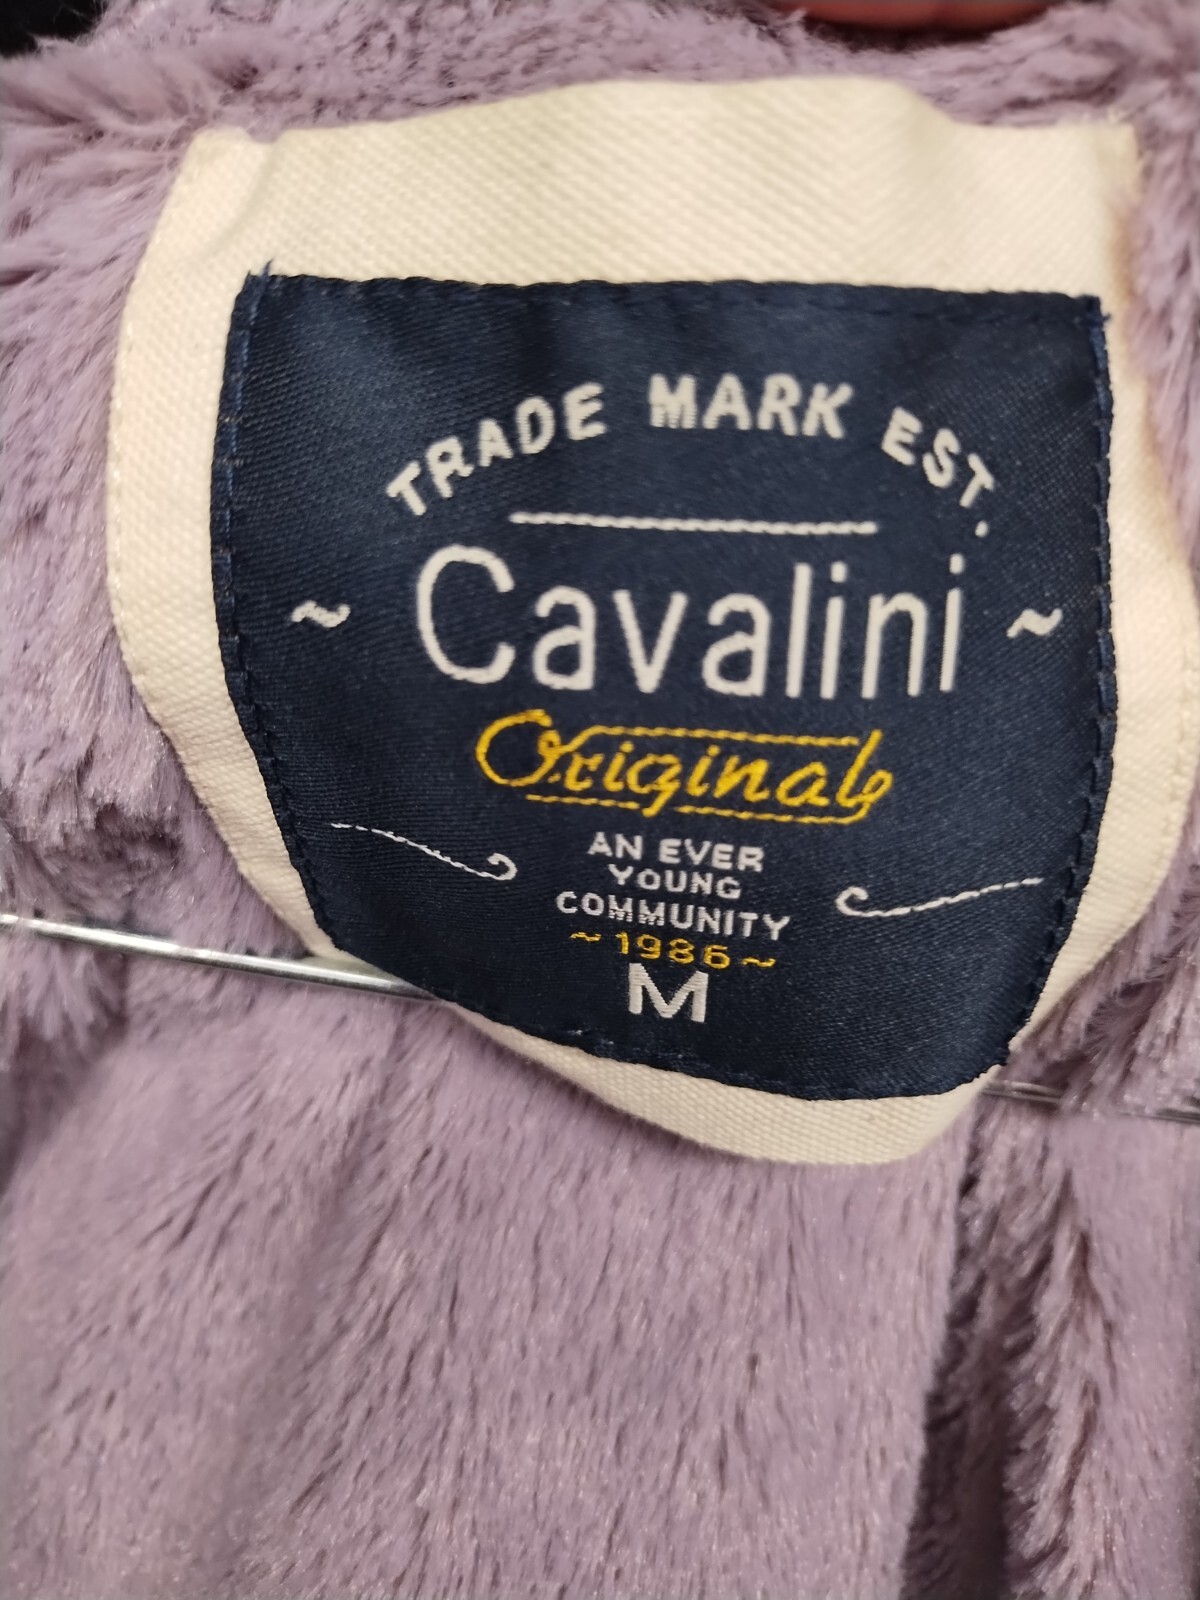 TRADE MARK EST.
~ Cavalini ~
Original
AN EVER
YOUNG
COMMUNITY
~1986~
M